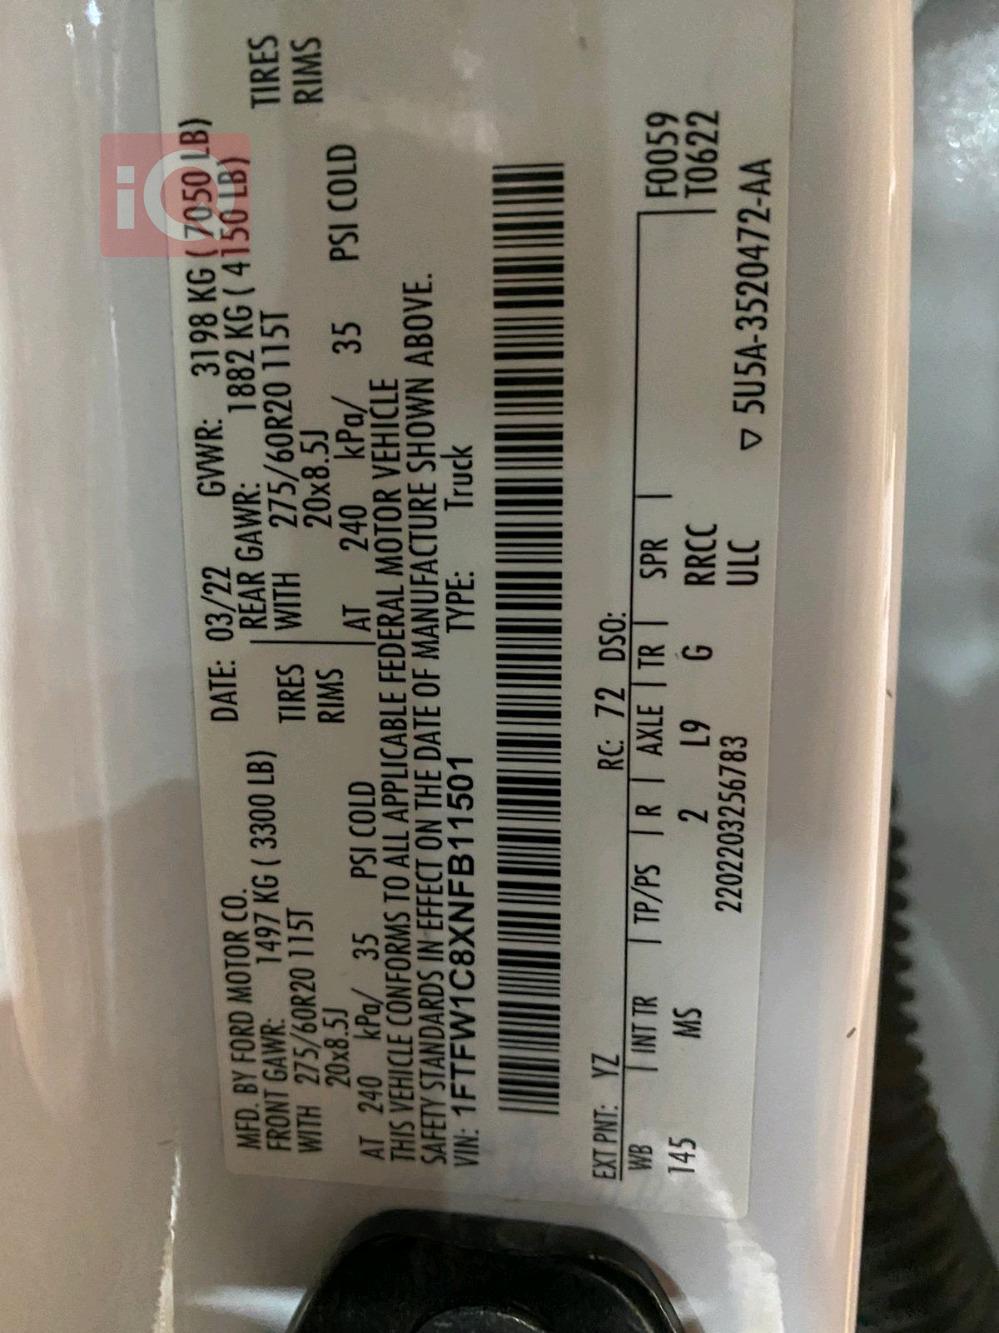 MFD. BY FORD MOTOR CO. DATE: 03/22 GVWR: 3198 KG ( 7050 LB)
FRONT GAWR: 1497 KG ( 3300 LB) REAR GAWR: 1882 KG ( 4150 LB)
WITH 275/60R20 115T TIRES WITH 275/60R20 115T TIRES
20x8.5J RIMS 20x8.5J RIMS
AT 240 kPa/ 35 PSI COLD AT 240 kPa/ 35 PSI COLD
THIS VEHICLE CONFORMS TO ALL APPLICABLE FEDERAL MOTOR VEHICLE
SAFETY STANDARDS IN EFFECT ON THE DATE OF MANUFACTURE SHOWN ABOVE.
VIN: 1FTFW1C8XNFB11501 TYPE: Truck
EXT PNT: YZ RC: 72 DSO:
WB INT TR TP/PS R AXLE TR SPR F0059
145 MS 2 L9 G RRCC T0622
2202203256783 ULC ▽ 5U5A-3520472-AA
iQ